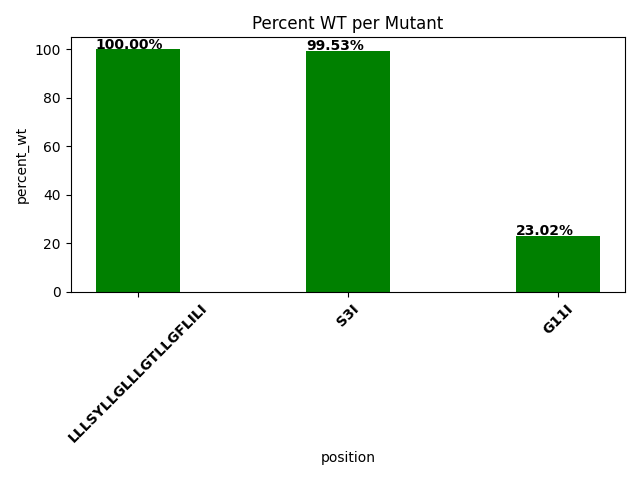 Percent WT per Mutant
100.00%
99.53%
23.02%
100
80
60
40
20
0
percent_wt
LLLSYLLGLLLGTLLGFLILI
S3I
G11I
position